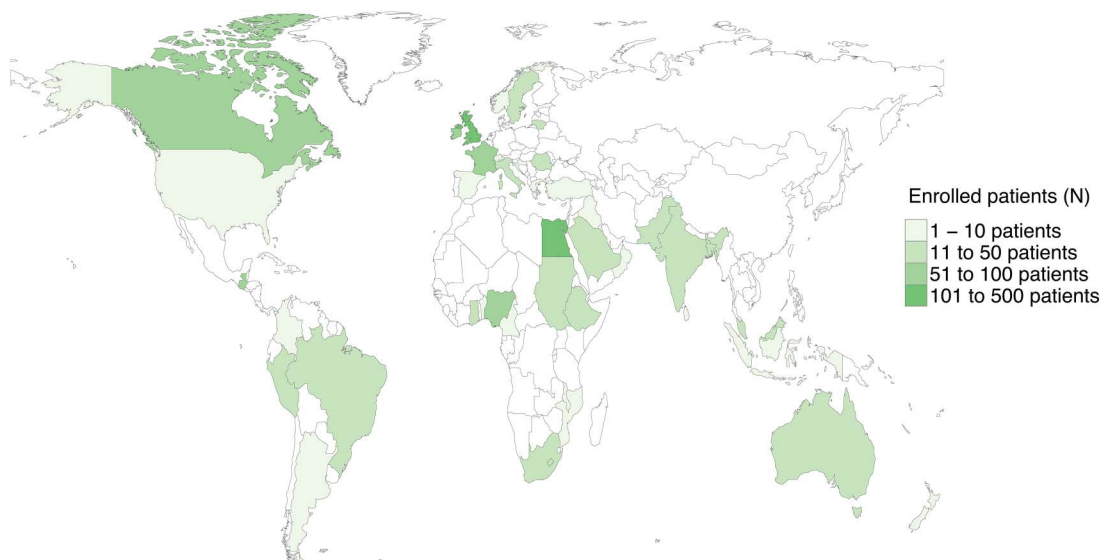 Enrolled patients (N)
1 – 10 patients
11 to 50 patients
51 to 100 patients
101 to 500 patients